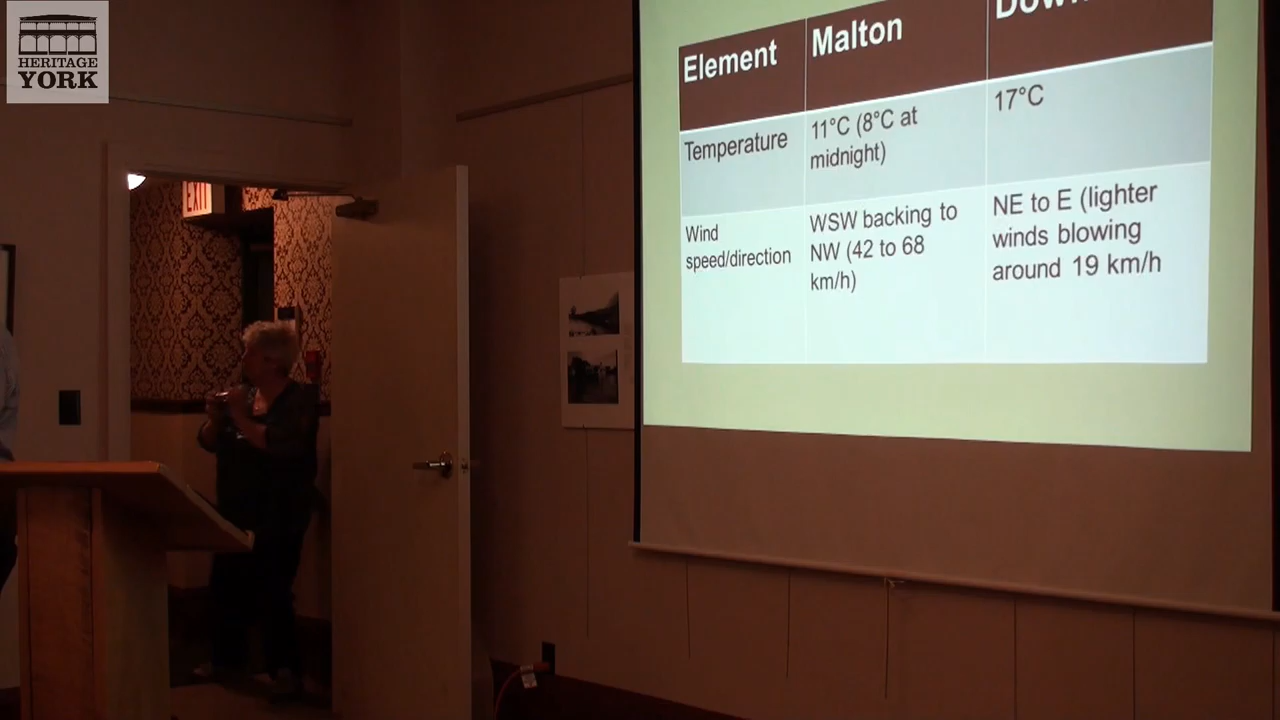 HERITAGE
YORK
EXIT
Element
Malton
Temperature
11°C (8°C at
midnight)
17°C
Wind
speed/direction
WSW backing to
NW (42 to 68
km/h)
NE to E (lighter
winds blowing
around 19 km/h